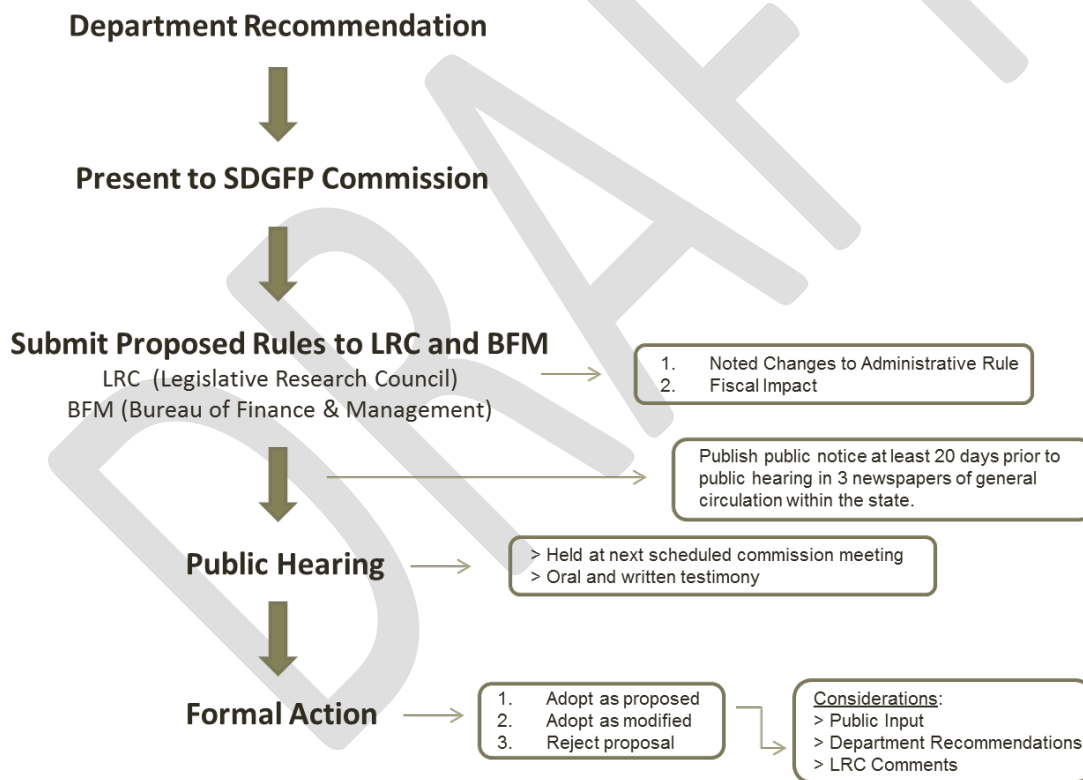 Department Recommendation
Present to SDGFP Commission
Submit Proposed Rules to LRC and BFM
LRC (Legislative Research Council)
BFM (Bureau of Finance & Management)
1. Noted Changes to Administrative Rule
2. Fiscal Impact
Publish public notice at least 20 days prior to
public hearing in 3 newspapers of general
circulation within the state.
Public Hearing
> Held at next scheduled commission meeting
> Oral and written testimony
Formal Action
1. Adopt as proposed
2. Adopt as modified
3. Reject proposal
Considerations:
> Public Input
> Department Recommendations
> LRC Comments
DRAF